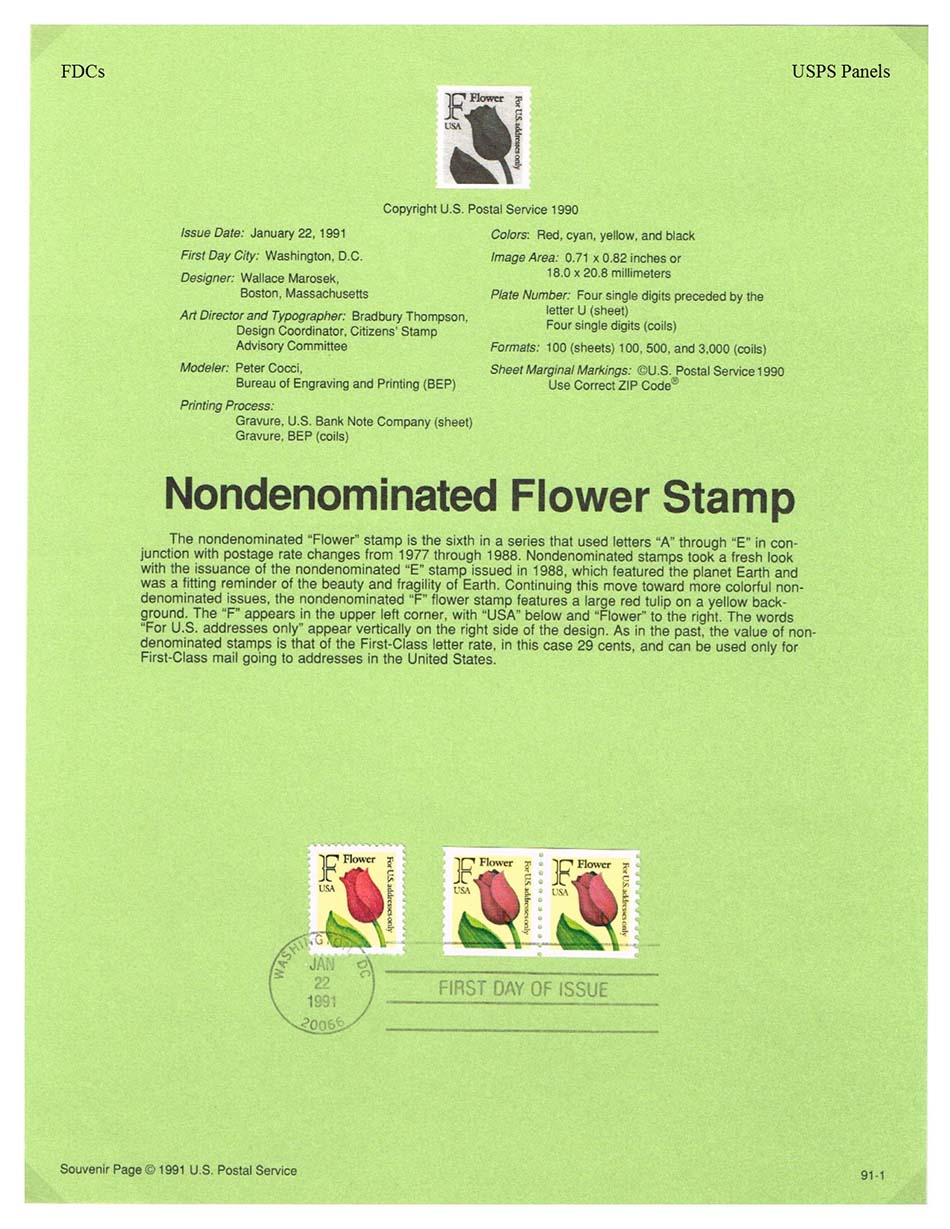 FDCs
USPS Panels
F Flower
USA
For U.S. addresses only
Copyright U.S. Postal Service 1990
Issue Date: January 22, 1991
First Day City: Washington, D.C.
Designer: Wallace Marosek,
Boston, Massachusetts
Art Director and Typographer: Bradbury Thompson,
Design Coordinator, Citizens' Stamp
Advisory Committee
Modeler: Peter Cocci,
Bureau of Engraving and Printing (BEP)
Printing Process:
Gravure, U.S. Bank Note Company (sheet)
Gravure, BEP (coils)
Colors: Red, cyan, yellow, and black
Image Area: 0.71 x 0.82 inches or
18.0 x 20.8 millimeters
Plate Number: Four single digits preceded by the
letter U (sheet)
Four single digits (coils)
Formats: 100 (sheets) 100, 500, and 3,000 (coils)
Sheet Marginal Markings: ©U.S. Postal Service 1990
Use Correct ZIP Code®
Nondenominated Flower Stamp
The nondenominated “Flower” stamp is the sixth in a series that used letters “A” through “E” in con-
junction with postage rate changes from 1977 through 1988. Nondenominated stamps took a fresh look
with the issuance of the nondenominated “E” stamp issued in 1988, which featured the planet Earth and
was a fitting reminder of the beauty and fragility of Earth. Continuing this move toward more colorful non-
denominated issues, the nondenominated “F” flower stamp features a large red tulip on a yellow back-
ground. The “F” appears in the upper left corner, with “USA” below and “Flower” to the right. The words
“For U.S. addresses only” appear vertically on the right side of the design. As in the past, the value of non-
denominated stamps is that of the First-Class letter rate, in this case 29 cents, and can be used only for
First-Class mail going to addresses in the United States.
F Flower
USA
For U.S. addresses only
F Flower
USA
For U.S. addresses only
F Flower
USA
For U.S. addresses only
WASHINGTON DC
JAN
22
1991
20066
FIRST DAY OF ISSUE
Souvenir Page © 1991 U.S. Postal Service
91-1